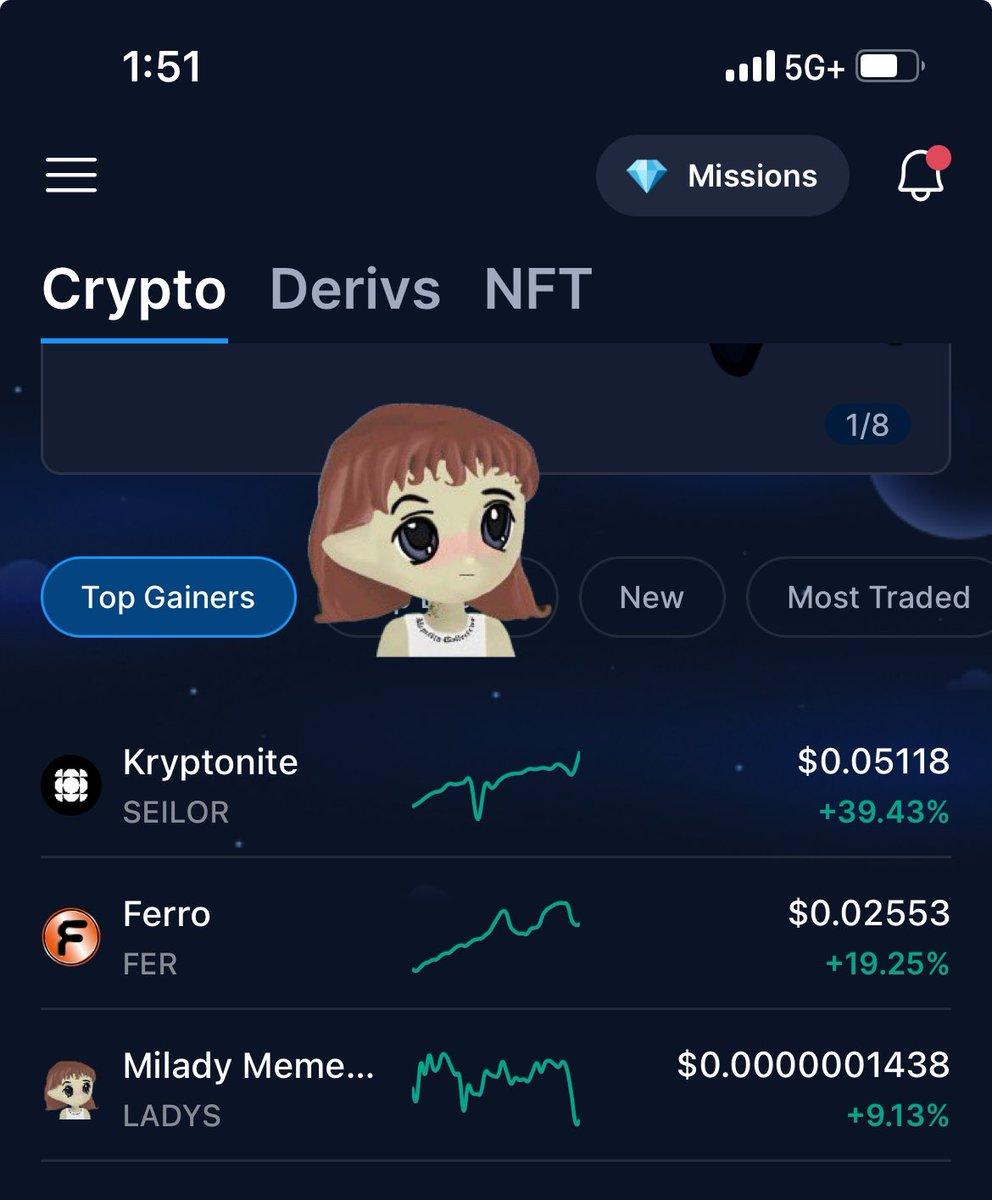 1:51
5G+
Missions
Crypto Derivs NFT
1/8
Top Gainers
New
Most Traded
Kryptonite
$0.05118
SEILOR
+39.43%
F
Ferro
$0.02553
FER
+19.25%
Milady Meme...
$0.0000001438
LADYS
+9.13%